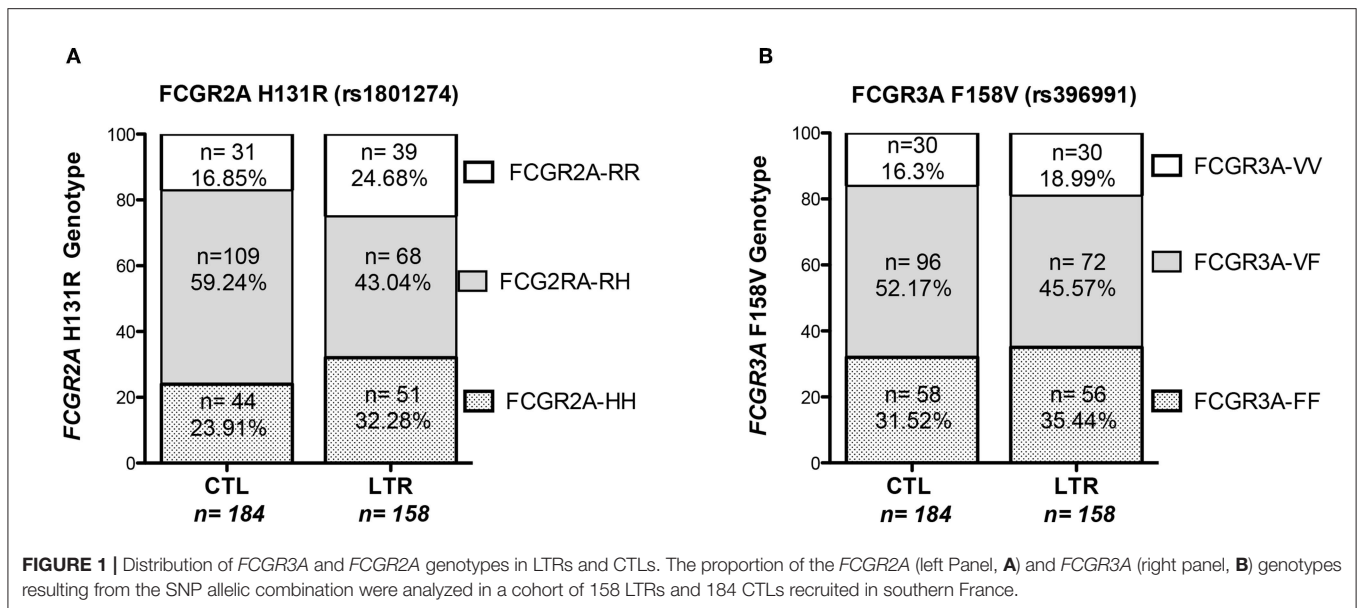 A
FCGR2A H131R (rs1801274)
FCGR2A H131R Genotype
100
80
60
40
20
0
n= 31
16.85%
n=109
59.24%
n= 44
23.91%
n= 39
24.68%
n= 68
43.04%
n= 51
32.28%
FCGR2A-RR
FCG2RA-RH
FCGR2A-HH
CTL
n= 184
LTR
n= 158
B
FCGR3A F158V (rs396991)
FCGR3A F158V Genotype
100
80
60
40
20
0
n=30
16.3%
n= 96
52.17%
n= 58
31.52%
n=30
18.99%
n= 72
45.57%
n= 56
35.44%
FCGR3A-VV
FCGR3A-VF
FCGR3A-FF
CTL
n= 184
LTR
n= 158
FIGURE 1 | Distribution of FCGR3A and FCGR2A genotypes in LTRs and CTLs. The proportion of the FCGR2A (left Panel, A) and FCGR3A (right panel, B) genotypes
resulting from the SNP allelic combination were analyzed in a cohort of 158 LTRs and 184 CTLs recruited in southern France.